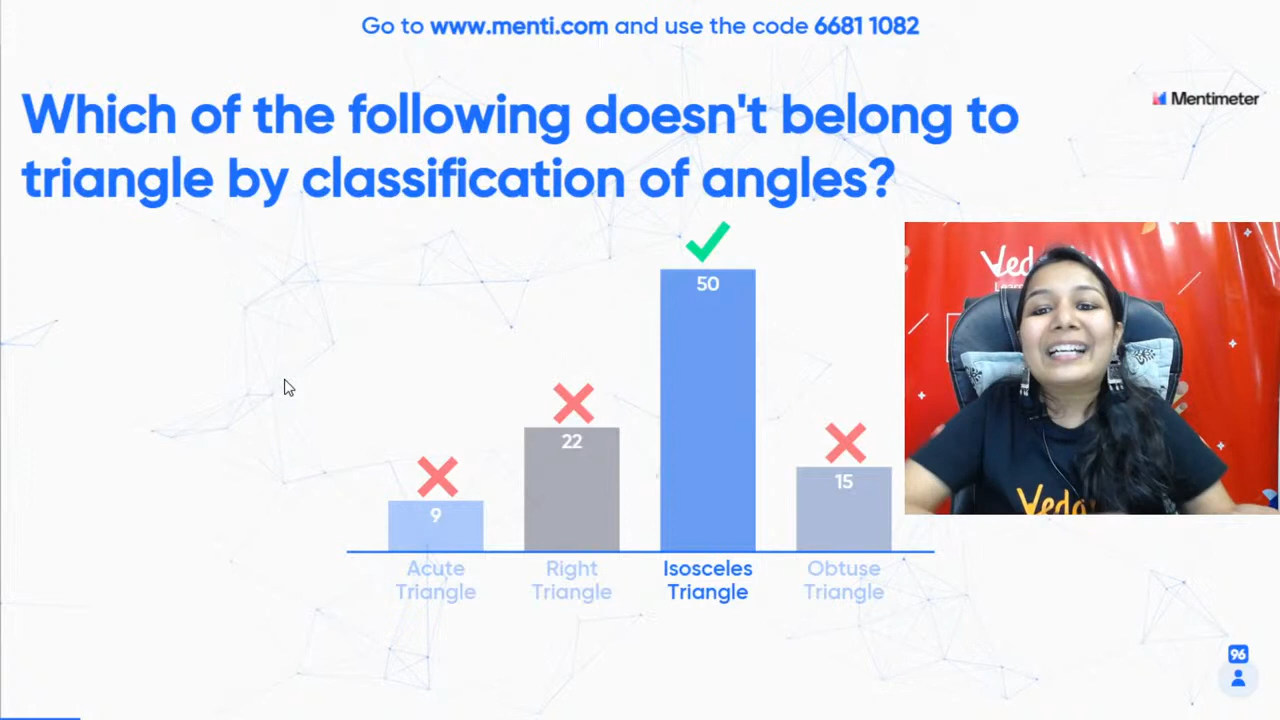 Go to www.menti.com and use the code 6681 1082
Which of the following doesn't belong to
triangle by classification of angles?
Mentimeter
50
22
15
9
Acute
Triangle
Right
Triangle
Isosceles
Triangle
Obtuse
Triangle
96